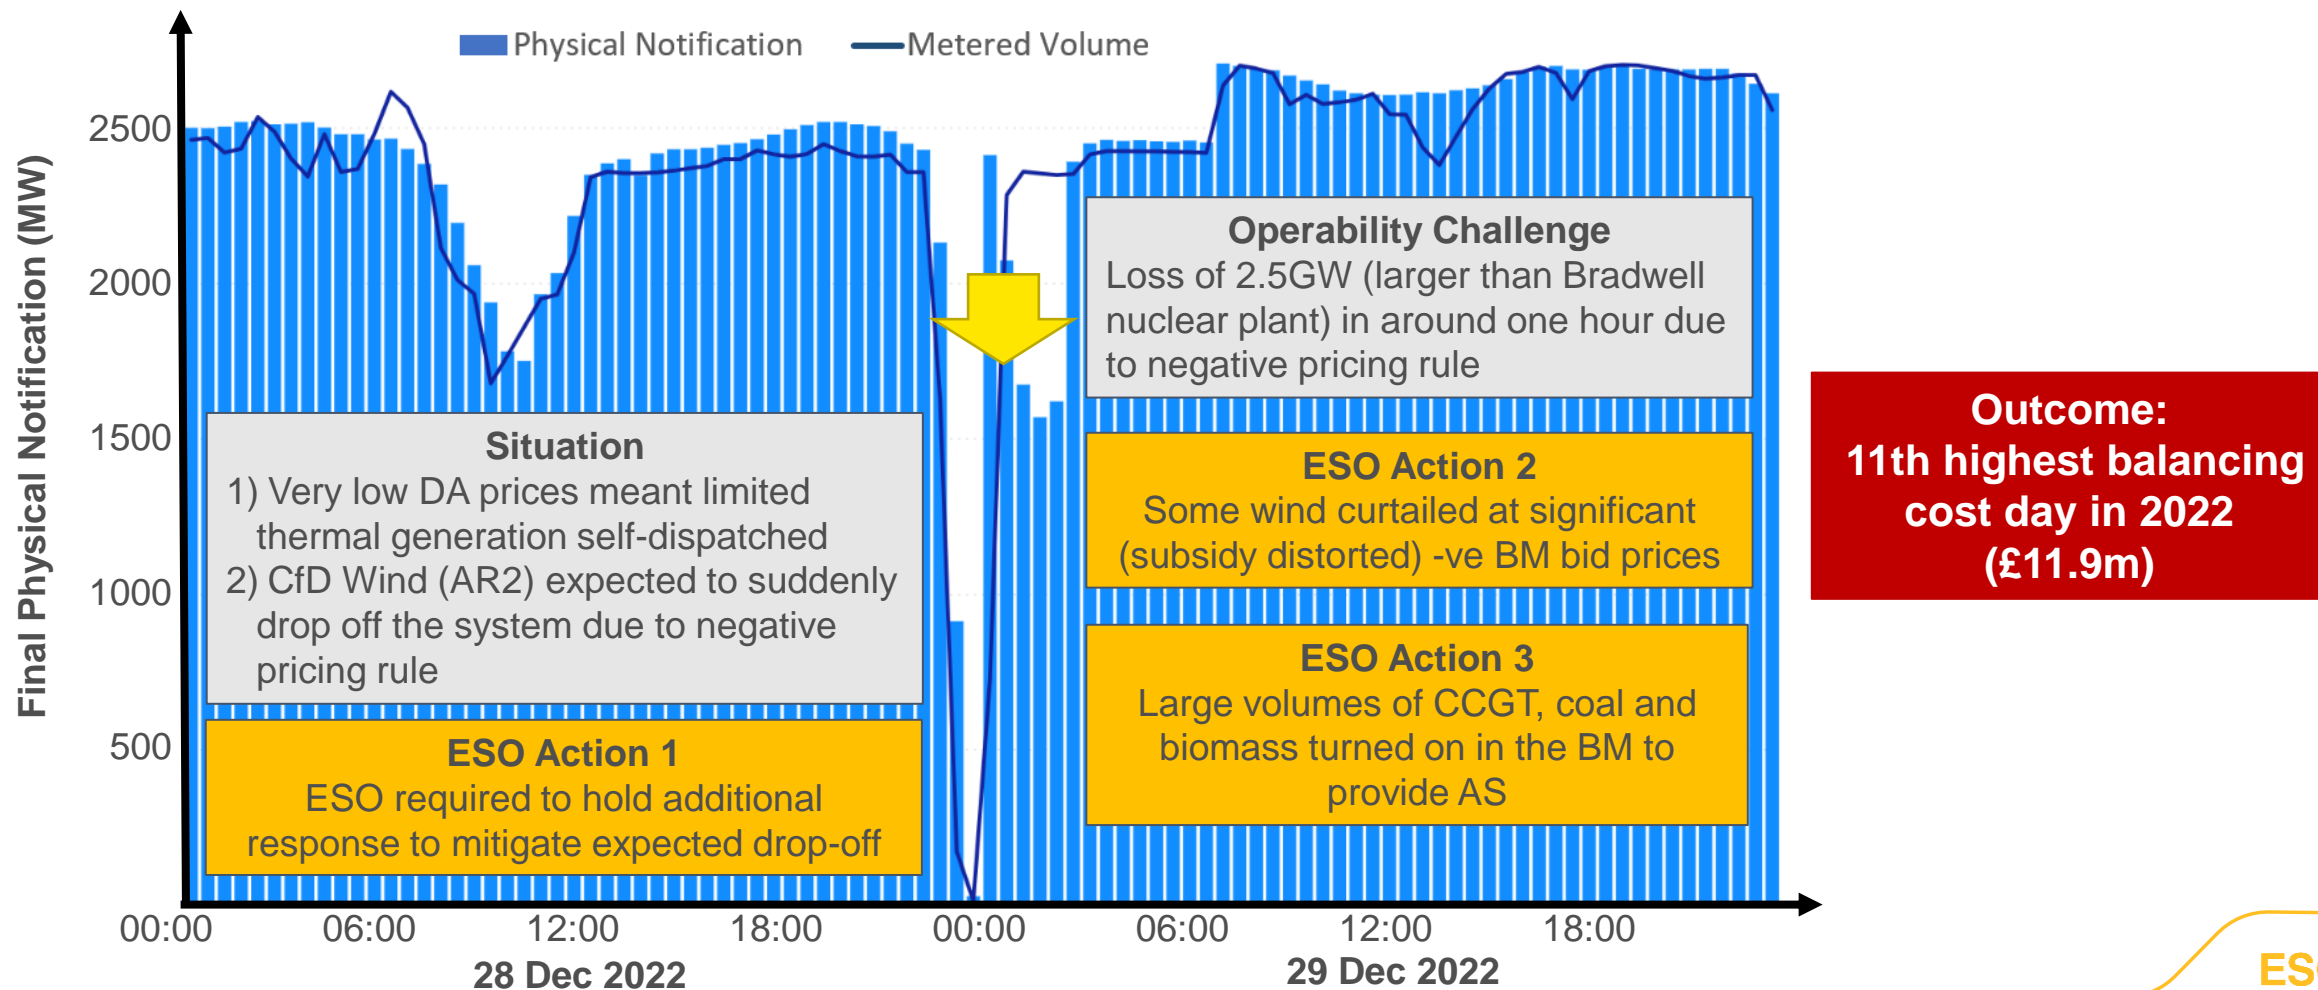 Physical Notification
Metered Volume
Final Physical Notification (MW)
2500
2000
1500
1000
500
Situation
1) Very low DA prices meant limited
thermal generation self-dispatched
2) CfD Wind (AR2) expected to suddenly
drop off the system due to negative
pricing rule
ESO Action 1
ESO required to hold additional
response to mitigate expected drop-off
Operability Challenge
Loss of 2.5GW (larger than Bradwell
nuclear plant) in around one hour due
to negative pricing rule
ESO Action 2
Some wind curtailed at significant
(subsidy distorted) -ve BM bid prices
ESO Action 3
Large volumes of CCGT, coal and
biomass turned on in the BM to
provide AS
Outcome:
11th highest balancing
cost day in 2022
(£11.9m)
00:00 06:00 12:00 18:00 00:00 06:00 12:00 18:00
28 Dec 2022 29 Dec 2022